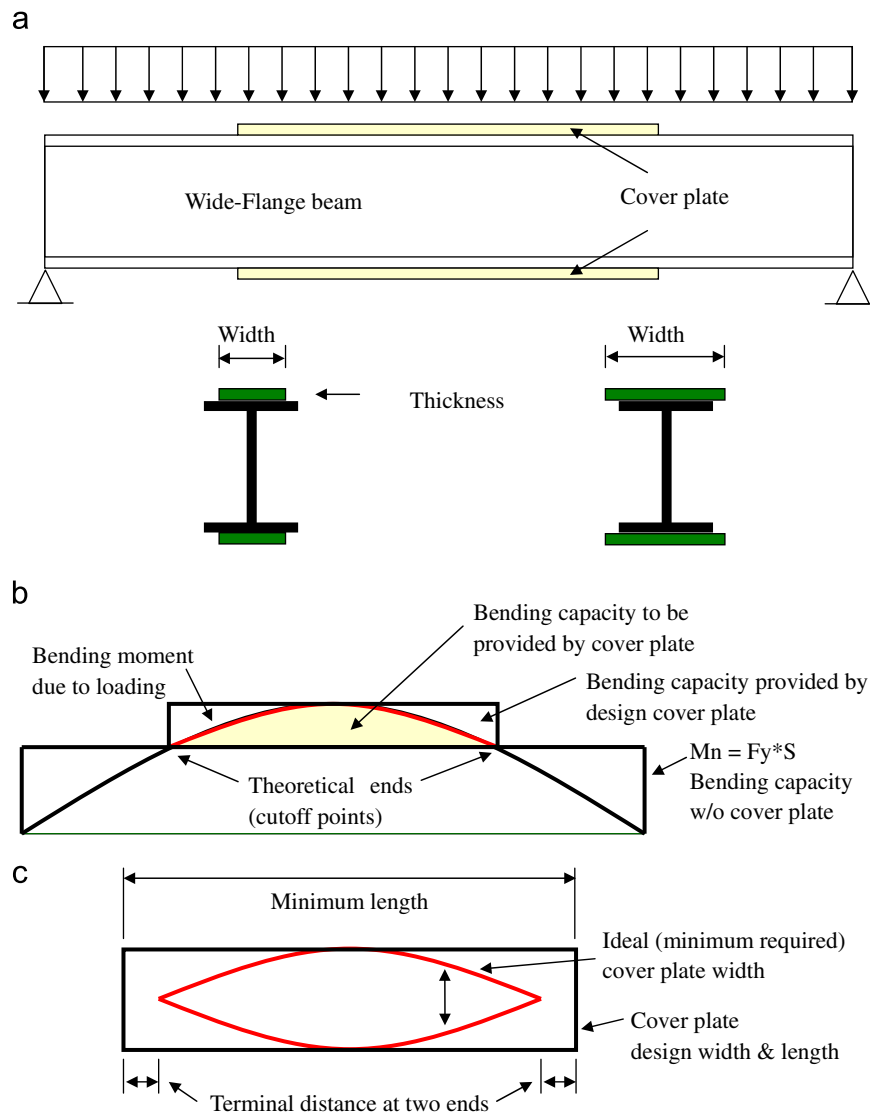 a
Wide-Flange beam
Cover plate
Width
Width
Thickness
b
Bending moment
due to loading
Bending capacity to be
provided by cover plate
Bending capacity provided by
design cover plate
Theoretical ends
(cutoff points)
Mn = Fy*S
Bending capacity
w/o cover plate
c
Minimum length
Ideal (minimum required)
cover plate width
Cover plate
design width & length
Terminal distance at two ends